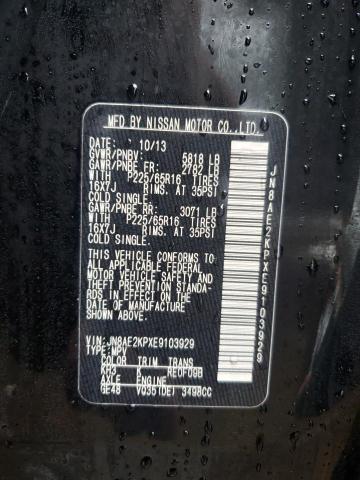 MFD BY NISSAN MOTOR CO.,LTD.
DATE: 10/13
GVWR/PNBV: 5818 LB
GAWR/PNBE FR: 2782 LB
WITH P225/65R16 TIRES
16X7J RIMS, AT 35PSI
COLD SINGLE.
GAWR/PNBE RR: 3071 LB
WITH P225/65R16 TIRES
16X7J RIMS, AT 35PSI
COLD SINGLE.
THIS VEHICLE CONFORMS
TO ALL APPLICABLE FEDERAL
MOTOR VEHICLE SAFETY AND
THEFT PREVENTION STANDA-
RDS IN EFFECT ON THE
DATE OF MANUFACTURE
SHOWN ABOVE.
VIN:JN8AE2KPXE9103929
TYPE:MPV
COLOR TRIM TRANS
KH3 K RE0F09B
AXLE ENGINE
GE48 VQ35(DE) 3498CC
JN8AE2KPXE9103929